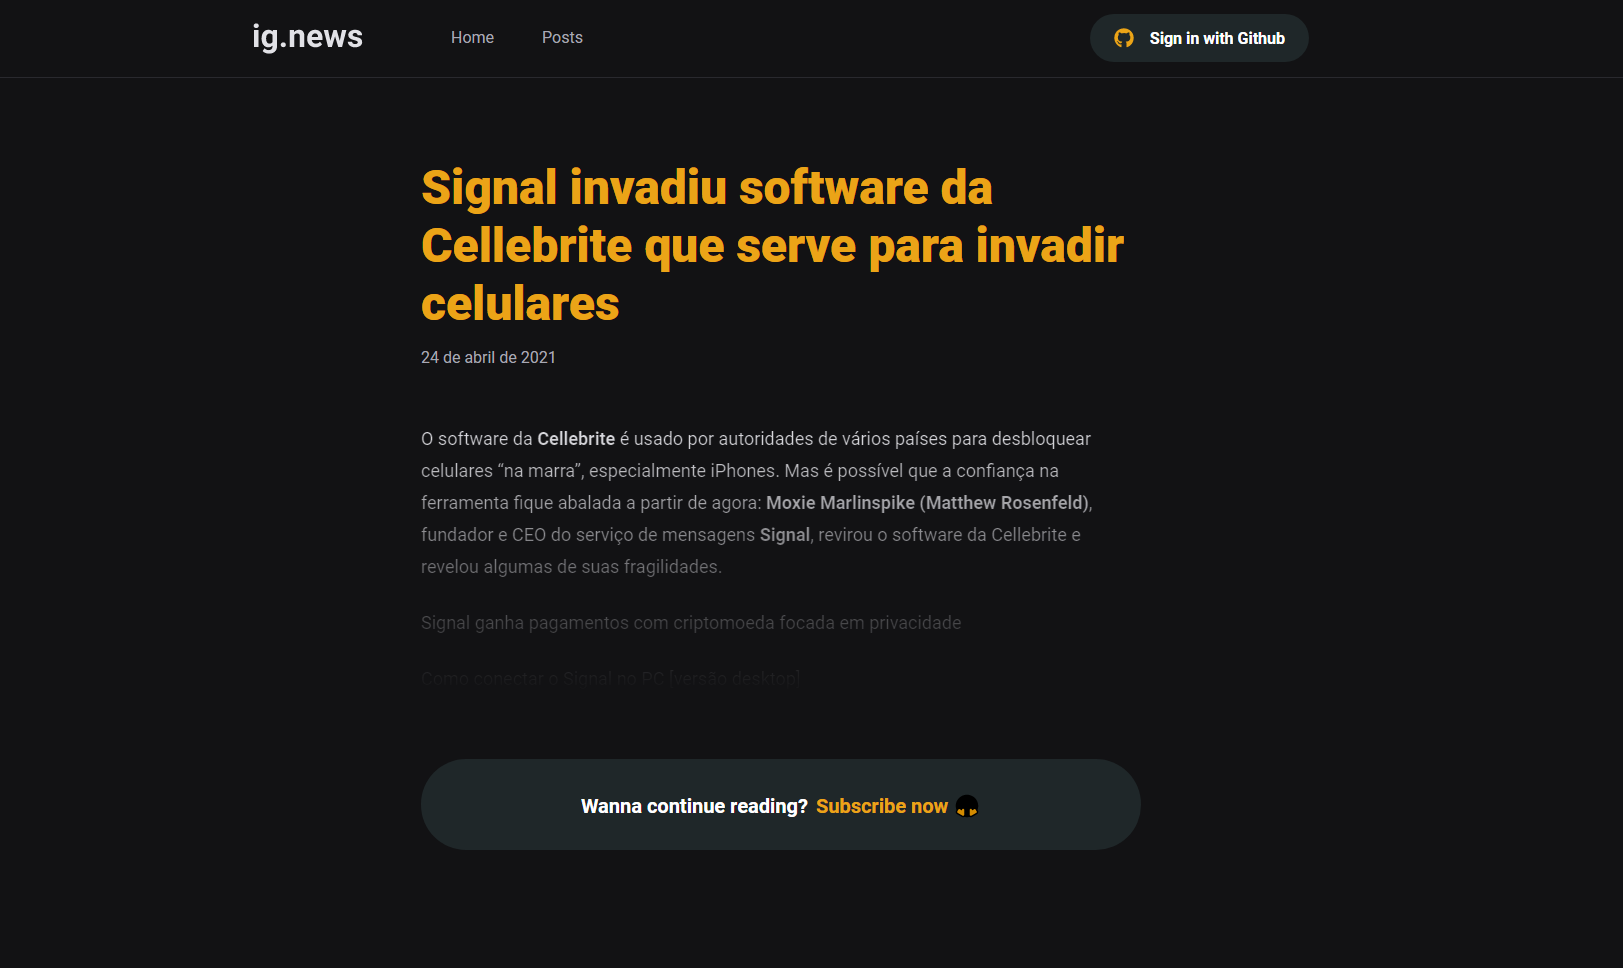 ig.news
Home
Posts
Sign in with Github
Signal invadiu software da
Cellebrite que serve para invadir
celulares
24 de abril de 2021
O software da Cellebrite é usado por autoridades de vários países para desbloquear
celulares “na marra”, especialmente iPhones. Mas é possível que a confiança na
ferramenta fique abalada a partir de agora: Moxie Marlinspike (Matthew Rosenfeld),
fundador e CEO do serviço de mensagens Signal, revirou o software da Cellebrite e
revelou algumas de suas fragilidades.
Signal ganha pagamentos com criptomoeda focada em privacidade
Como conectar o Signal no PC [versão desktop]
Wanna continue reading? Subscribe now